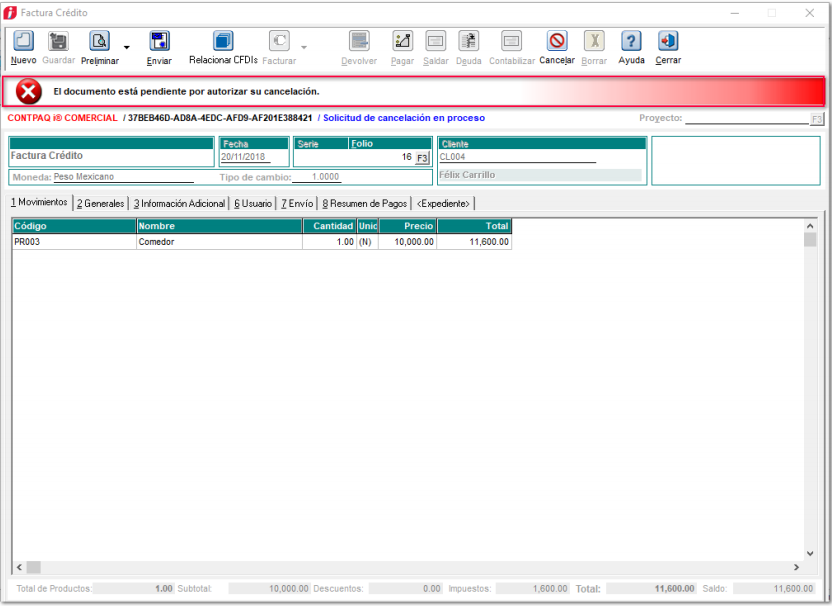 Factura Crédito
Nuevo Guardar Preliminar Enviar Relacionar CFDIs Facturar Devolver Pagar Saldar Deuda Contabilizar Cancelar Borrar Ayuda Cerrar
El documento está pendiente por autorizar su cancelación.
CONTPAQ i® COMERCIAL / 37BEB46D-AD8A-4EDC-AFD9-AF201E388421 / Solicitud de cancelación en proceso Proyecto: F3
Fecha Serie Folio Cliente
Factura Crédito 20/11/2018 16 F3 CL004
Moneda: Peso Mexicano Tipo de cambio: 1.0000 Félix Carrillo
1 Movimientos 2 Generales 3 Información Adicional 6 Usuario 7 Envío 8 Resumen de Pagos <Expediente>
Código Nombre Cantidad Unid Precio Total
PR003 Comedor 1.00 (N) 10,000.00 11,600.00
Total de Productos: 1.00 Subtotal: 10,000.00 Descuentos: 0.00 Impuestos: 1,600.00 Total: 11,600.00 Saldo: 11,600.00